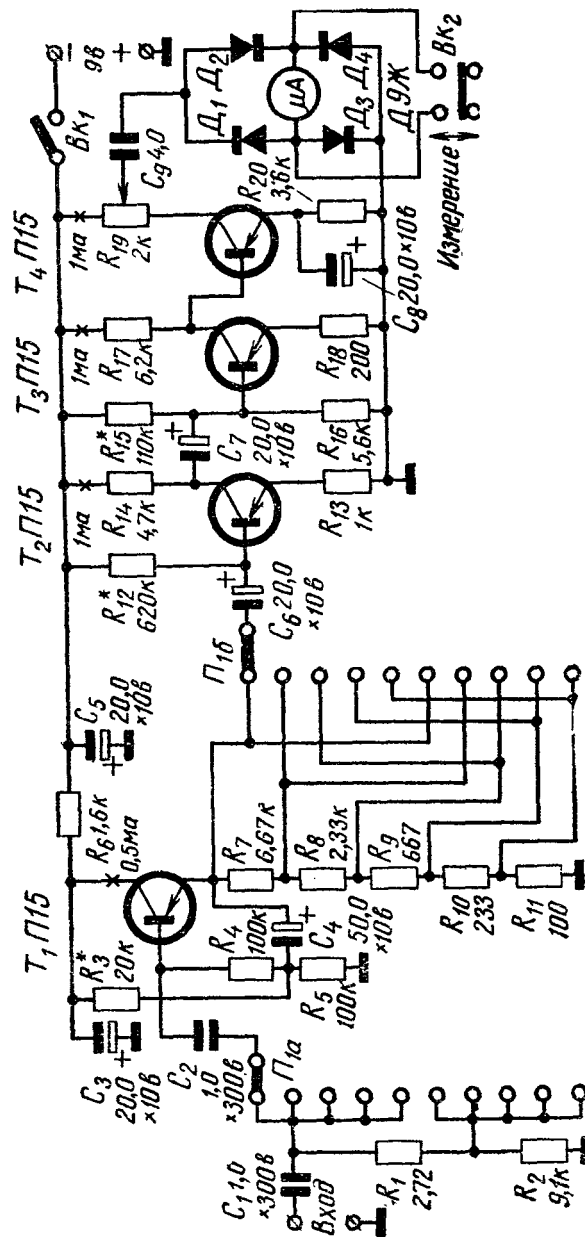 T₁ П15
T₂ П15
T₃ П15
T₄ П15
Вк₁
9в
−
+
C₃
20,0
×10в
+
R₃*
20к
R₆ 1,6к
0,5ма
C₅
20,0
×10в
+
R₁₂*
620к
1ма
R₁₄
4,7к
R₁₅*
110к
1ма
R₁₇
6,2к
1ма
R₁₉
2к
C₉ 4,0
C₂
1,0
×300в
R₄
100к
C₄
50,0
×10в
+
R₅
100к
R₇
6,67к
R₈
2,33к
R₉
667
R₁₀
233
R₁₁
100
П₁б
C₆ 20,0
×10в
+
C₇
20,0
×10в
+
R₁₃
1к
R₁₆
5,6к
R₁₈
200
R₂₀
3,6к
C₈ 20,0×10в
+
Д₁
Д₂
Д₃
Д₄
μА
Д9Ж
Вк₂
Измерение
C₁ 1,0
×300в
Вход
П₁а
R₁
2,72
R₂
9,1к